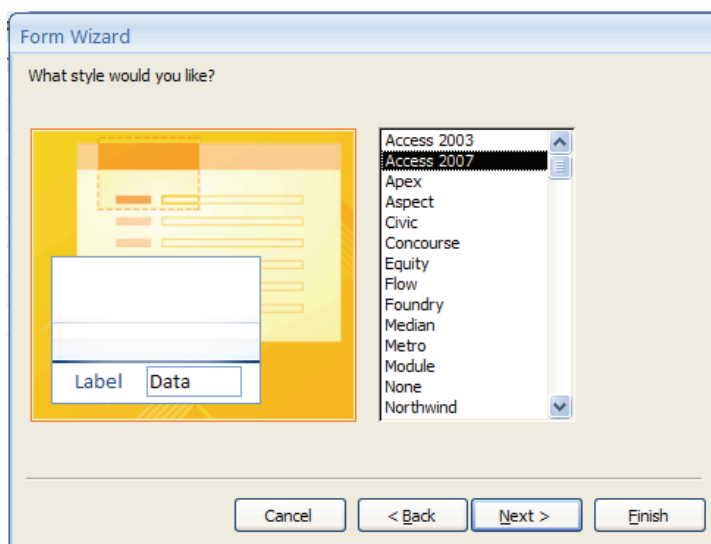 Form Wizard
What style would you like?
Label Data
Access 2003
Access 2007
Apex
Aspect
Civic
Concourse
Equity
Flow
Foundry
Median
Metro
Module
None
Northwind
Cancel < Back Next > Finish